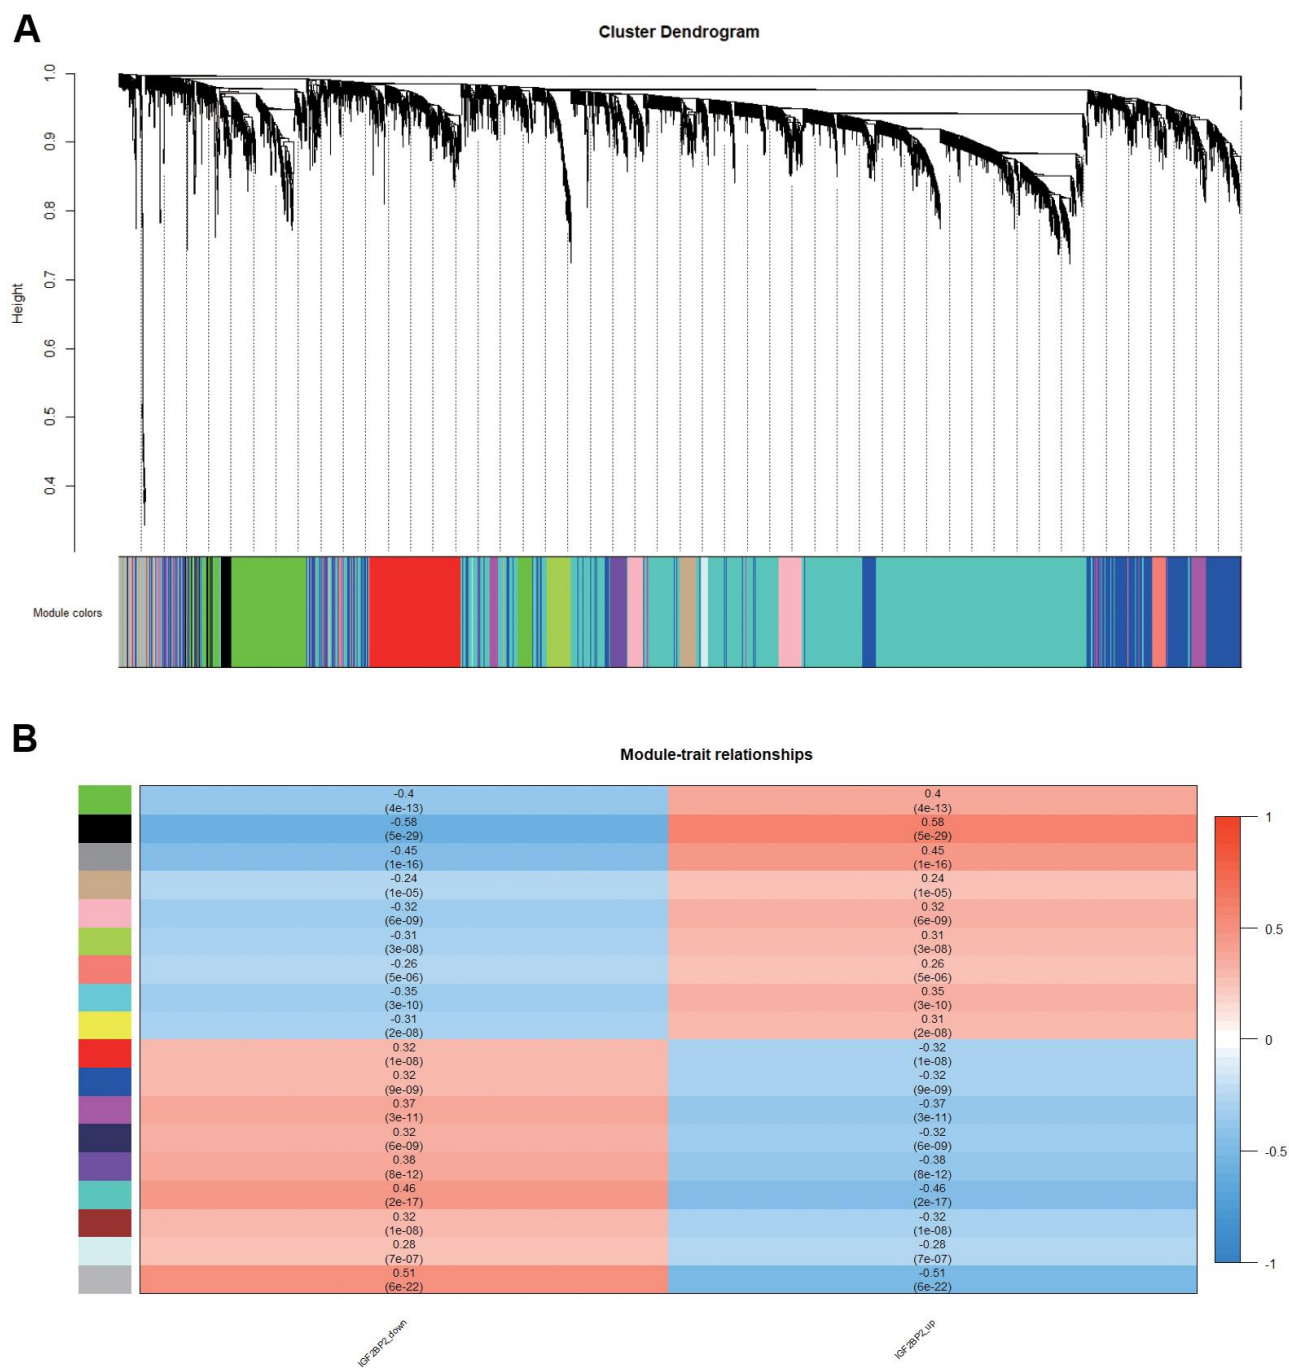 A
Cluster Dendrogram
Height
1.0
0.9
0.8
0.7
0.6
0.5
0.4
Module colors
B
Module-trait relationships
-0.4 0.4
(4e-13) (4e-13)
-0.58 0.58
(5e-29) (5e-29)
-0.45 0.45
(1e-16) (1e-16)
-0.24 0.24
(1e-05) (1e-05)
-0.32 0.32
(6e-09) (6e-09)
-0.31 0.31
(3e-08) (3e-08)
-0.26 0.26
(5e-06) (5e-06)
-0.35 0.35
(3e-10) (3e-10)
-0.31 0.31
(2e-08) (2e-08)
0.32 -0.32
(1e-08) (1e-08)
0.32 -0.32
(9e-09) (9e-09)
0.37 -0.37
(3e-11) (3e-11)
0.32 -0.32
(6e-09) (6e-09)
0.38 -0.38
(8e-12) (8e-12)
0.46 -0.46
(2e-17) (2e-17)
0.32 -0.32
(1e-08) (1e-08)
0.28 -0.28
(7e-07) (7e-07)
0.51 -0.51
(6e-22) (6e-22)
1
0.5
0
-0.5
-1
IGF2BP2_down IGF2BP2_up